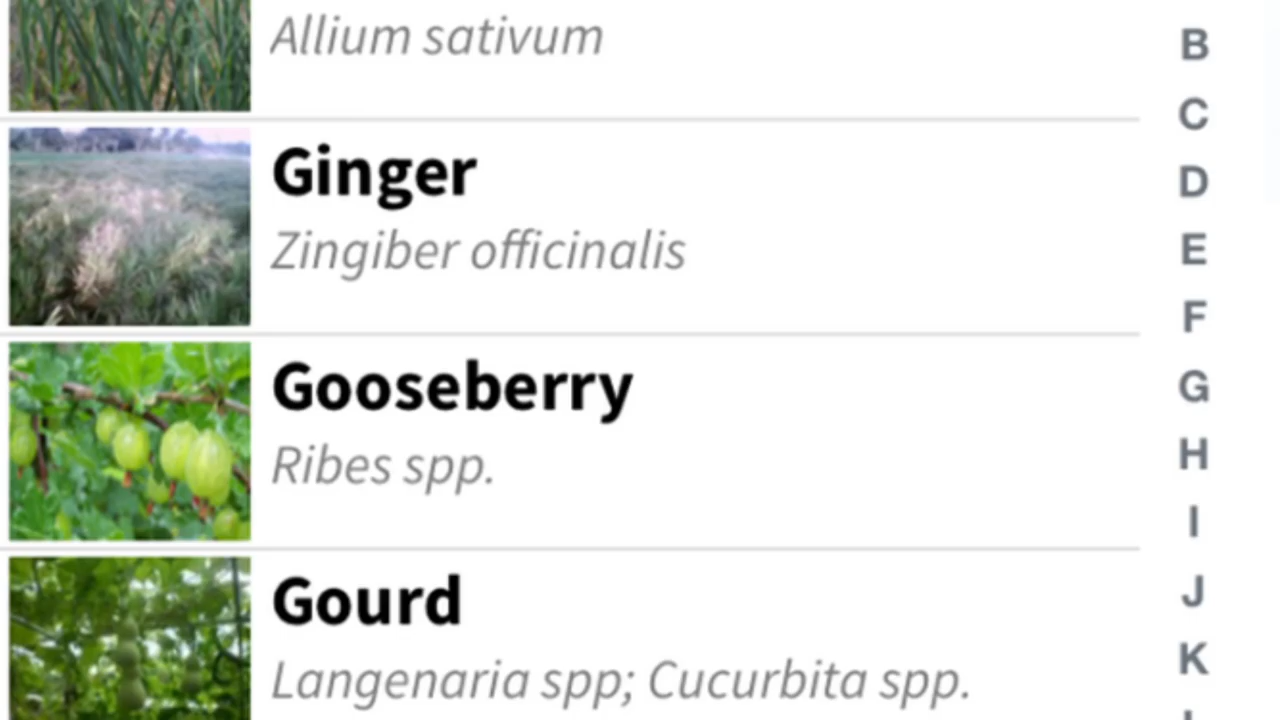 Allium sativum
Ginger
Zingiber officinalis
Gooseberry
Ribes spp.
Gourd
Langenaria spp; Cucurbita spp.
B
C
D
E
F
G
H
I
J
K